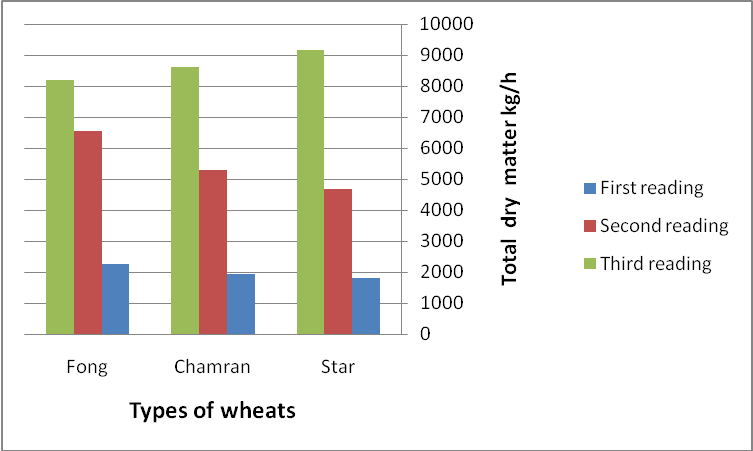 10000
9000
8000
7000
6000
5000
4000
3000
2000
1000
0
Total dry matter kg/h
First reading
Second reading
Third reading
Fong Chamran Star
Types of wheats